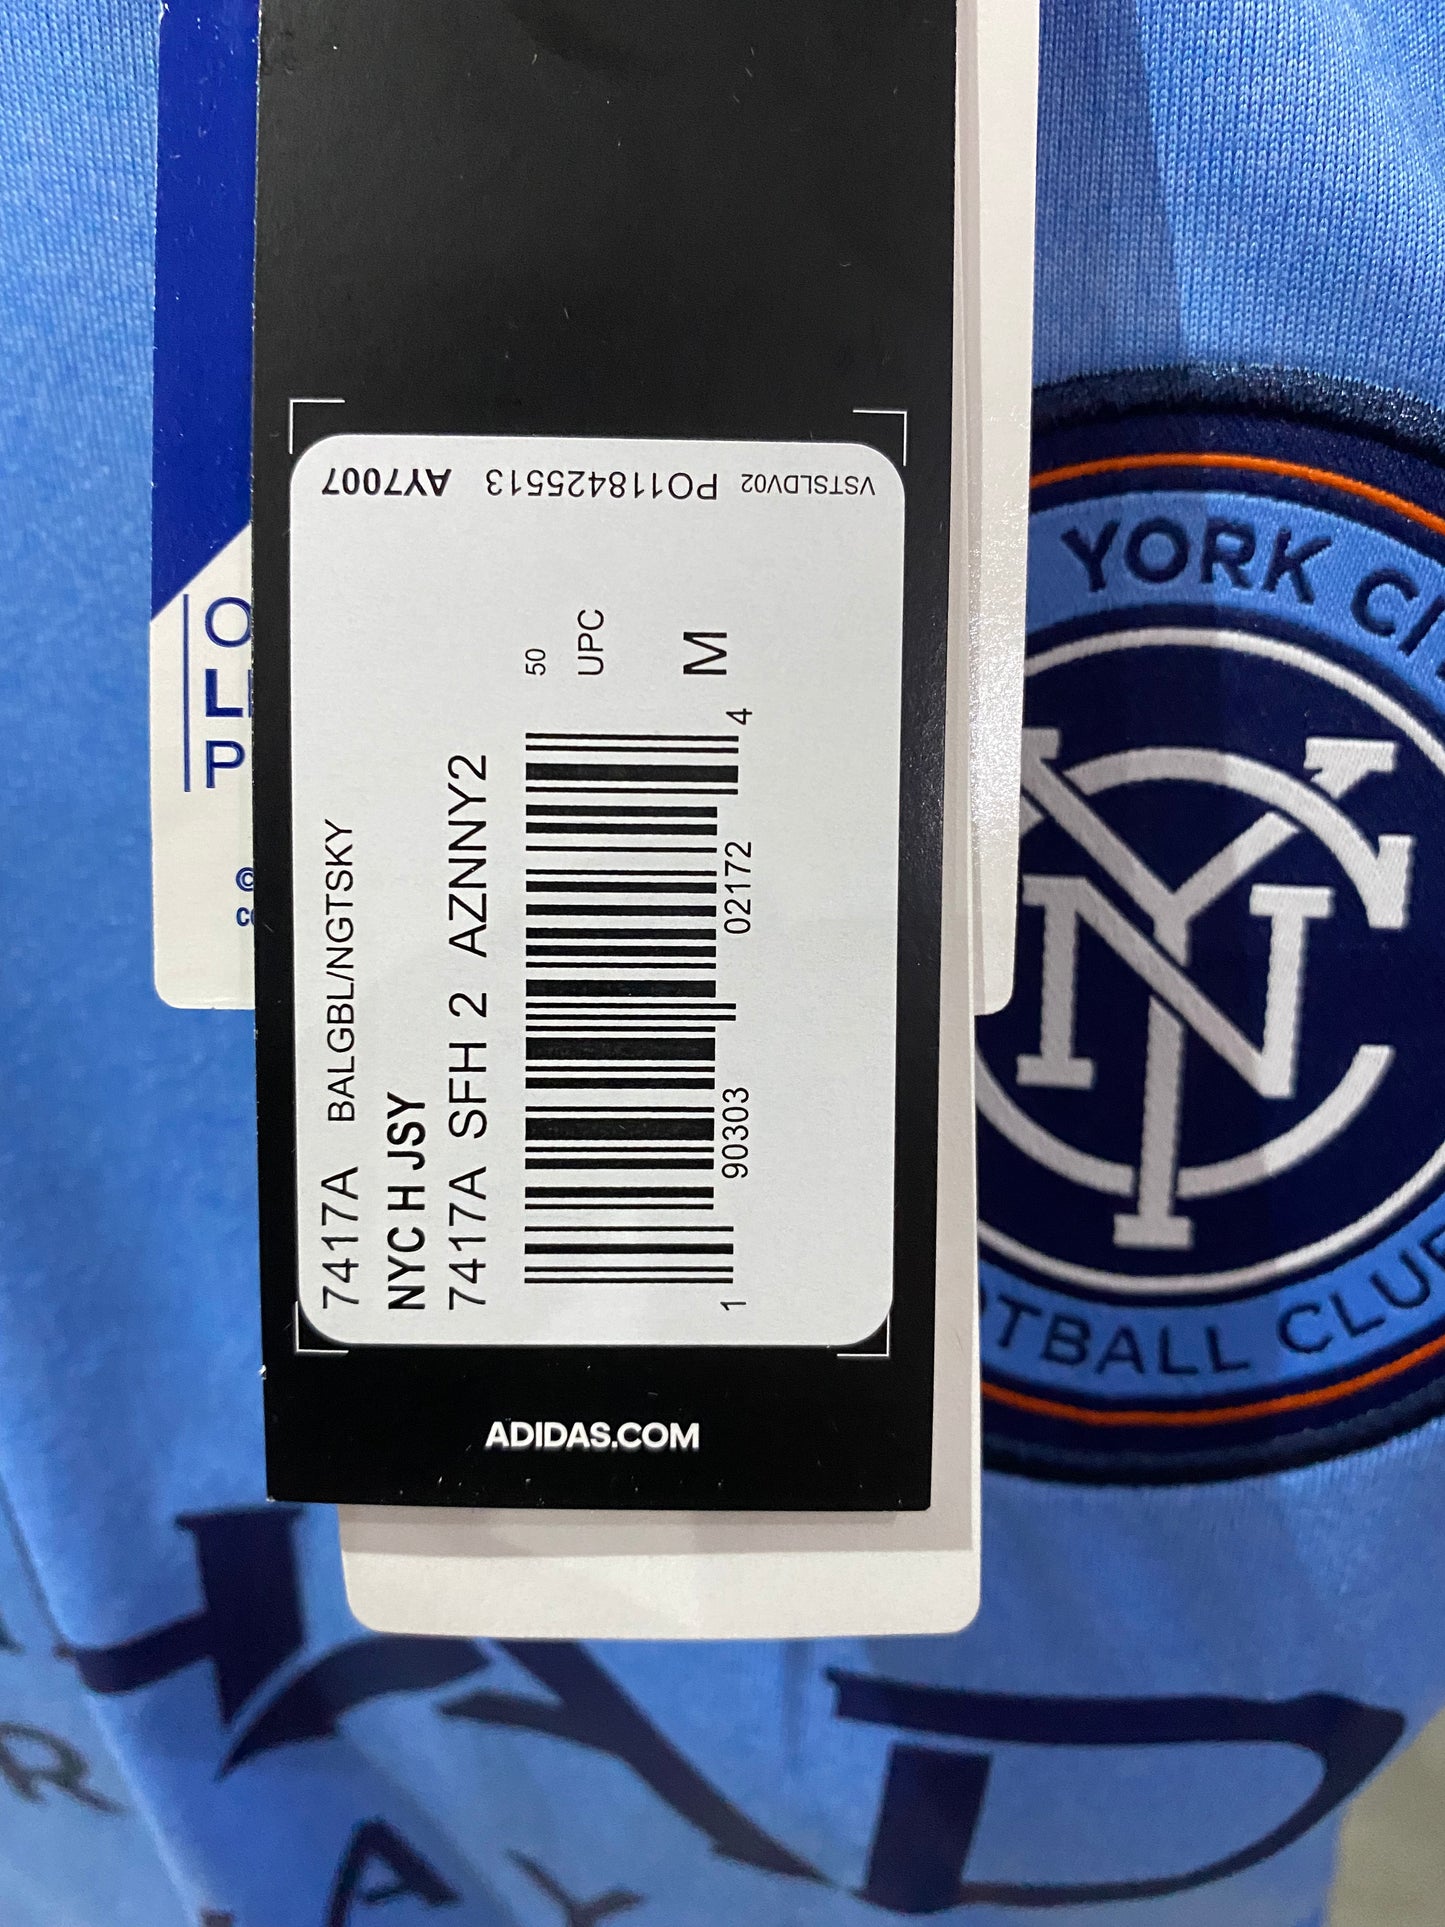 7417A BALGBL/NGTSKY
NYC H JSY
7417A SFH 2 AZNNY2
50
UPC
M
1 90303 02172 4
AY7007 PO118425513 VSTSLDV02
ADIDAS.COM
YORK CI
TBALL CLU
NYC
O
L
P
©
R
A
Y